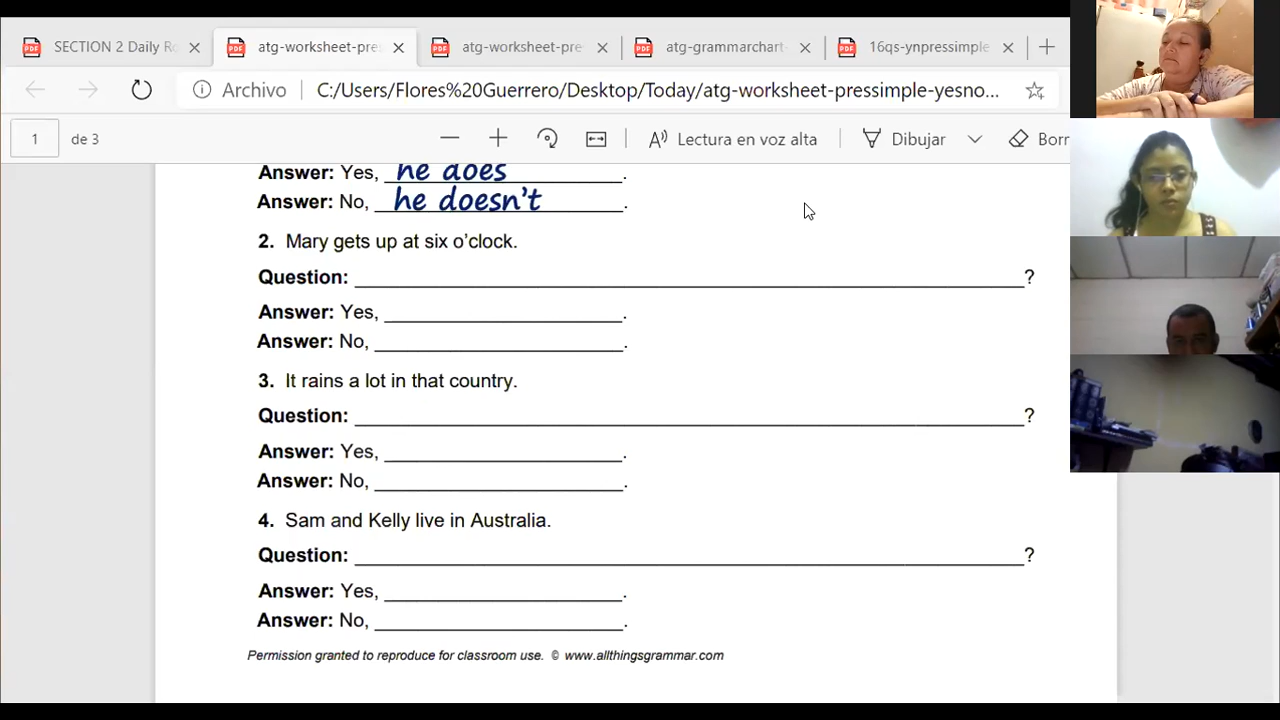 SECTION 2 Daily Ro
atg-worksheet-pres
atg-worksheet-pre
atg-grammarchart-
16qs-ynpressimple
Archivo
C:/Users/Flores%20Guerrero/Desktop/Today/atg-worksheet-pressimple-yesno...
1 de 3
Lectura en voz alta
Dibujar
Borr
Answer: Yes, he does.
Answer: No, he doesn't.
2. Mary gets up at six o'clock.
Question: ?
Answer: Yes, .
Answer: No, .
3. It rains a lot in that country.
Question: ?
Answer: Yes, .
Answer: No, .
4. Sam and Kelly live in Australia.
Question: ?
Answer: Yes, .
Answer: No, .
Permission granted to reproduce for classroom use. © www.allthingsgrammar.com